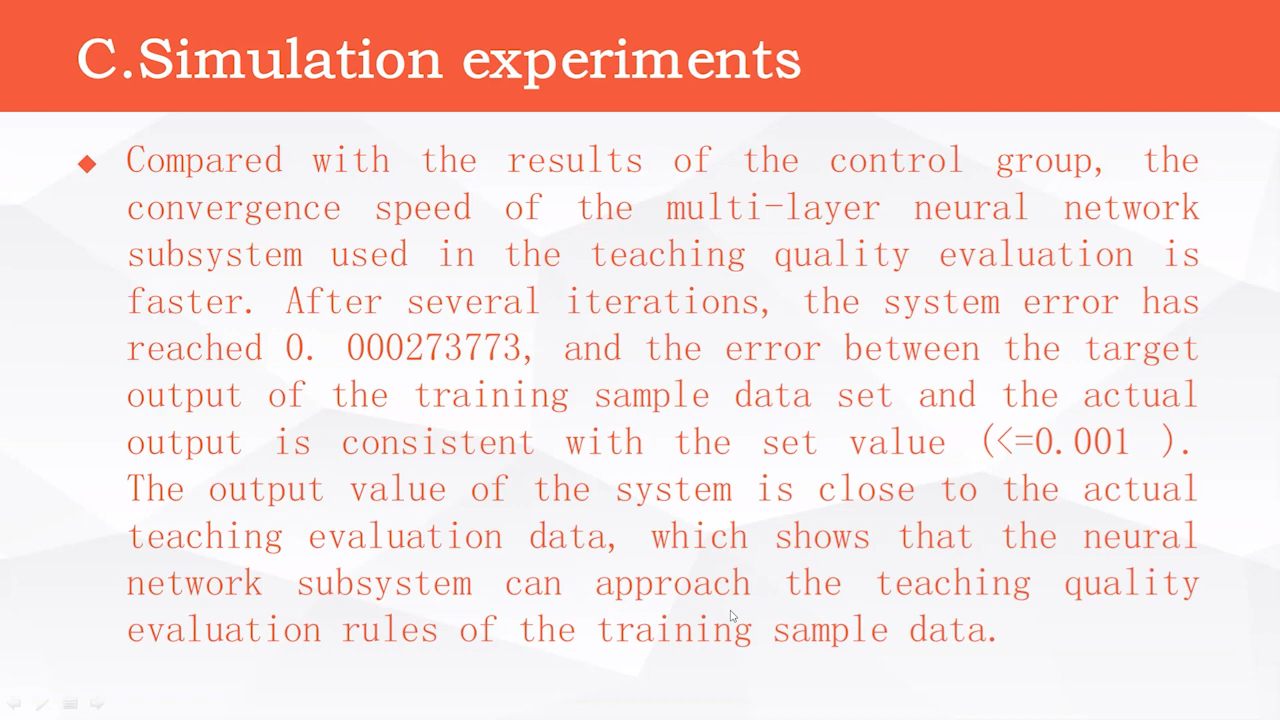 C.Simulation experiments
Compared with the results of the control group, the
convergence speed of the multi-layer neural network
subsystem used in the teaching quality evaluation is
faster. After several iterations, the system error has
reached 0. 000273773, and the error between the target
output of the training sample data set and the actual
output is consistent with the set value (<=0.001 ).
The output value of the system is close to the actual
teaching evaluation data, which shows that the neural
network subsystem can approach the teaching quality
evaluation rules of the training sample data.